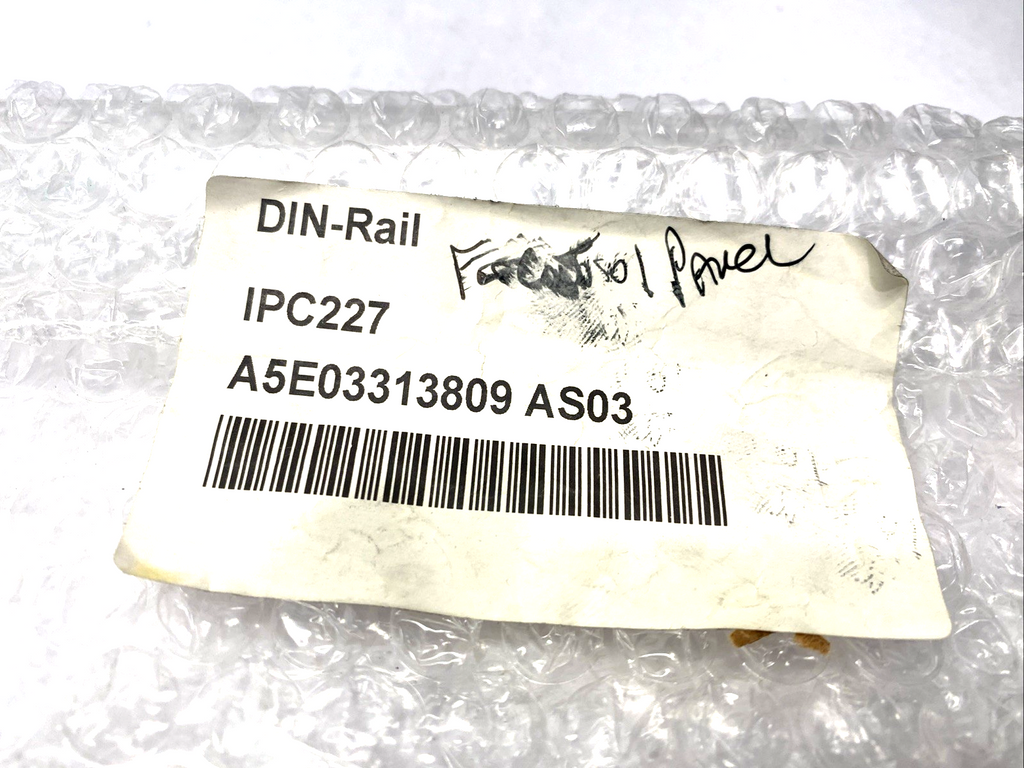 DIN-Rail
Panel
IPC227
A5E03313809 AS03